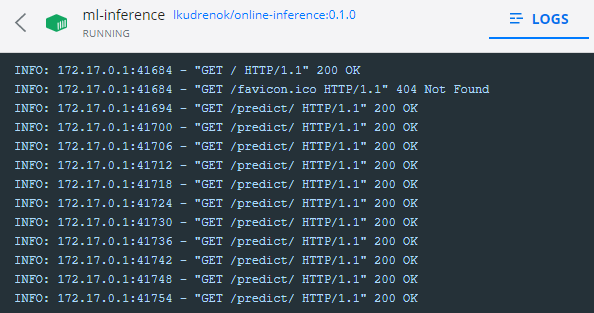 ml-inference lkudrenok/online-inference:0.1.0
RUNNING
LOGS
INFO: 172.17.0.1:41684 - "GET / HTTP/1.1" 200 OK
INFO: 172.17.0.1:41684 - "GET /favicon.ico HTTP/1.1" 404 Not Found
INFO: 172.17.0.1:41694 - "GET /predict/ HTTP/1.1" 200 OK
INFO: 172.17.0.1:41700 - "GET /predict/ HTTP/1.1" 200 OK
INFO: 172.17.0.1:41706 - "GET /predict/ HTTP/1.1" 200 OK
INFO: 172.17.0.1:41712 - "GET /predict/ HTTP/1.1" 200 OK
INFO: 172.17.0.1:41718 - "GET /predict/ HTTP/1.1" 200 OK
INFO: 172.17.0.1:41724 - "GET /predict/ HTTP/1.1" 200 OK
INFO: 172.17.0.1:41730 - "GET /predict/ HTTP/1.1" 200 OK
INFO: 172.17.0.1:41736 - "GET /predict/ HTTP/1.1" 200 OK
INFO: 172.17.0.1:41742 - "GET /predict/ HTTP/1.1" 200 OK
INFO: 172.17.0.1:41748 - "GET /predict/ HTTP/1.1" 200 OK
INFO: 172.17.0.1:41754 - "GET /predict/ HTTP/1.1" 200 OK